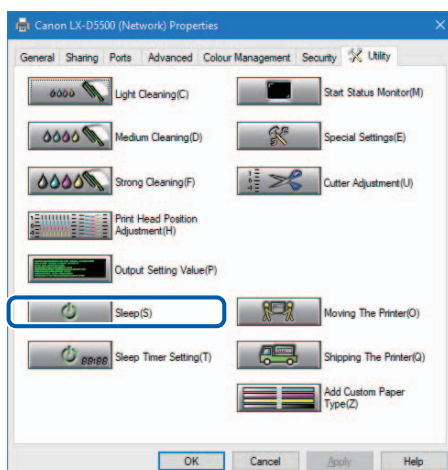 Canon LX-D5500 (Network) Properties
General Sharing Ports Advanced Colour Management Security Utility
Light Cleaning(C)
Start Status Monitor(M)
Medium Cleaning(D)
Special Settings(E)
Strong Cleaning(F)
Cutter Adjustment(U)
Print Head Position
Adjustment(H)
Output Setting Value(P)
Sleep(S)
Moving The Printer(O)
88:88
Sleep Timer Setting(T)
Shipping The Printer(Q)
Add Custom Paper
Type(Z)
OK Cancel Apply Help